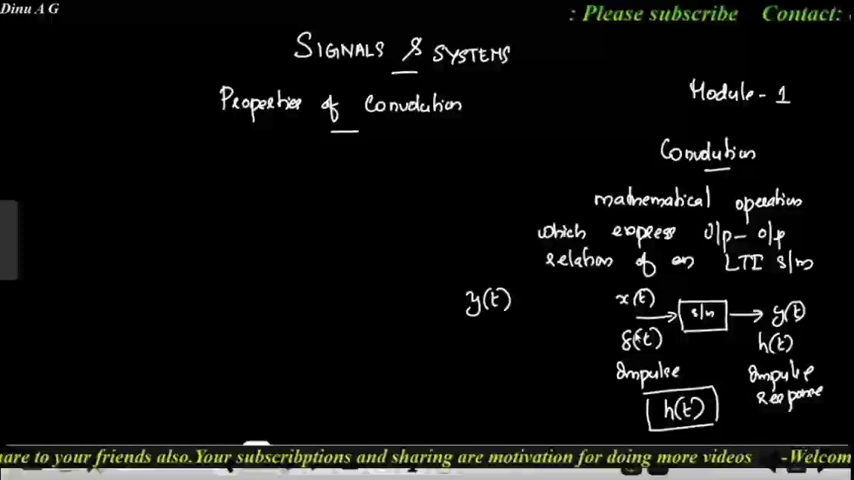 Dinu A G
: Please subscribe Contact:
SIGNALS & SYSTEMS
Properties of Convolution
Module - 1
Convolution
mathematical operation
which express i/p - o/p
relation of an LTI s/m
y(t)
x(t) s/m y(t)
δ(t) h(t)
Impulse Impulse
response
h(t)
are to your friends also.Your subscribptions and sharing are motivation for doing more videos -Welcom